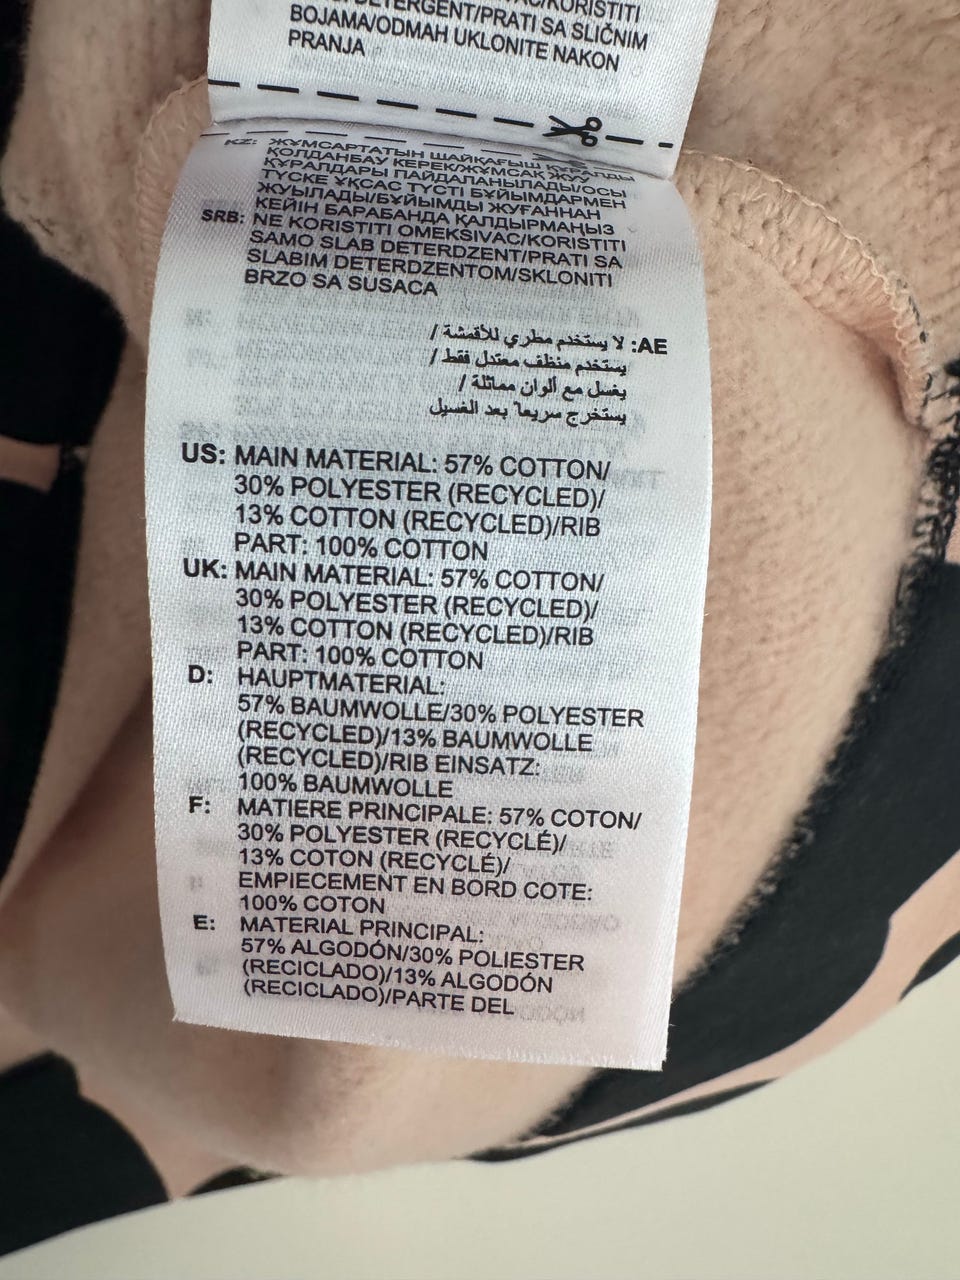 DETERGENT/PRATI SA SLIČNIM
BOJAMA/ODMAH UKLONITE NAKON
PRANJA
KZ: ЖҰМСАРТАТЫН ШАЙҚАҒЫШ ҚҰРАЛДЫ
ҚОЛДАНБАУ КЕРЕК/ЖҰМСАҚ ЖУУ
ҚҰРАЛДАРЫ ПАЙДАЛАНЫЛАДЫ/ОСЫ
ТҮСКЕ ҰҚСАС ТҮСТІ БҰЙЫМДАРМЕН
ЖУЫЛАДЫ/БҰЙЫМДЫ ЖУҒАННАН
КЕЙІН БАРАБАНДА ҚАЛДЫРМАҢЫЗ
SRB: NE KORISTITI OMEKSIVAC/KORISTITI
SAMO SLAB DETERDZENT/PRATI SA
SLABIM DETERDZENTOM/SKLONITI
BRZO SA SUSACA
AE: لا يستخدم مطري للأقمشة /
يستخدم منظف معتدل فقط /
يغسل مع ألوان مماثلة /
يستخرج سريعاً بعد الغسيل
US: MAIN MATERIAL: 57% COTTON/
30% POLYESTER (RECYCLED)/
13% COTTON (RECYCLED)/RIB
PART: 100% COTTON
UK: MAIN MATERIAL: 57% COTTON/
30% POLYESTER (RECYCLED)/
13% COTTON (RECYCLED)/RIB
PART: 100% COTTON
D: HAUPTMATERIAL:
57% BAUMWOLLE/30% POLYESTER
(RECYCLED)/13% BAUMWOLLE
(RECYCLED)/RIB EINSATZ:
100% BAUMWOLLE
F: MATIERE PRINCIPALE: 57% COTON/
30% POLYESTER (RECYCLÉ)/
13% COTON (RECYCLÉ)/
EMPIECEMENT EN BORD COTE:
100% COTON
E: MATERIAL PRINCIPAL:
57% ALGODÓN/30% POLIESTER
(RECICLADO)/13% ALGODÓN
(RECICLADO)/PARTE DEL